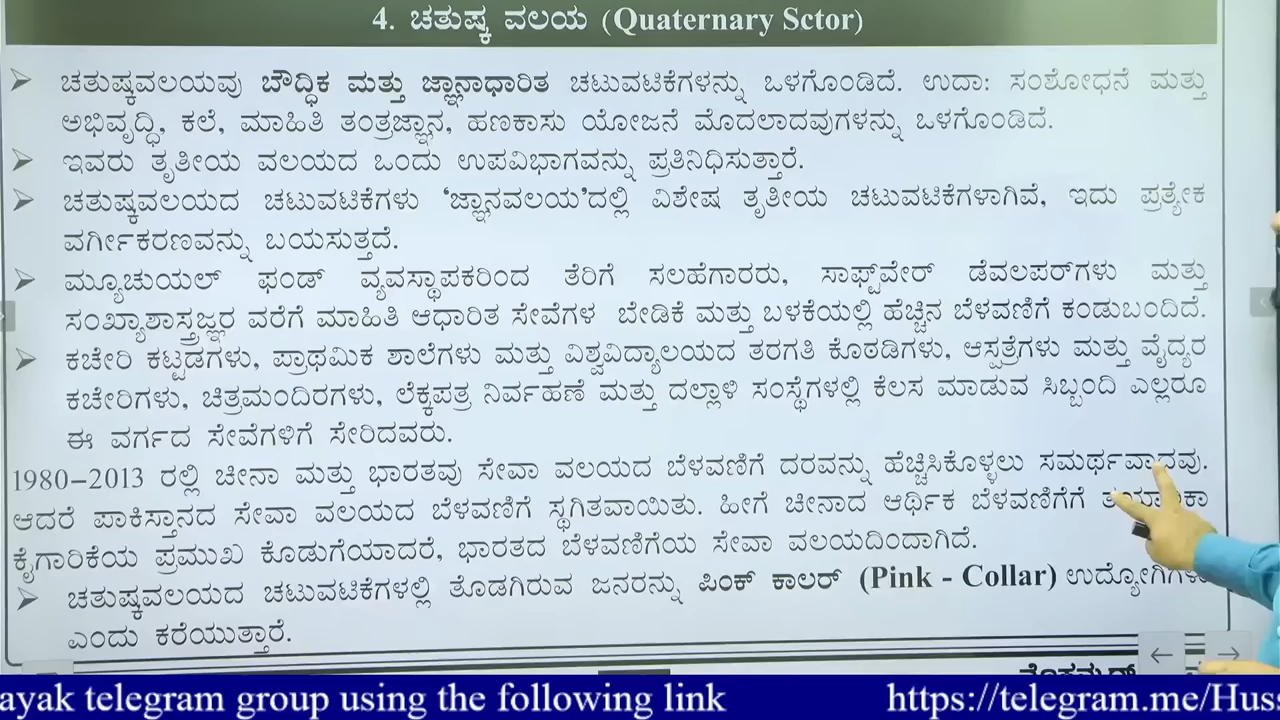 4. ಚತುಷ್ಕ ವಲಯ (Quaternary Sctor)
➢ ಚತುಷ್ಕವಲಯವು ಬೌದ್ಧಿಕ ಮತ್ತು ಜ್ಞಾನಾಧಾರಿತ ಚಟುವಟಿಕೆಗಳನ್ನು ಒಳಗೊಂಡಿದೆ. ಉದಾ: ಸಂಶೋಧನೆ ಮತ್ತು
ಅಭಿವೃದ್ಧಿ, ಕಲೆ, ಮಾಹಿತಿ ತಂತ್ರಜ್ಞಾನ, ಹಣಕಾಸು ಯೋಜನೆ ಮೊದಲಾದವುಗಳನ್ನು ಒಳಗೊಂಡಿದೆ.
➢ ಇವರು ತೃತೀಯ ವಲಯದ ಒಂದು ಉಪವಿಭಾಗವನ್ನು ಪ್ರತಿನಿಧಿಸುತ್ತಾರೆ.
➢ ಚತುಷ್ಕವಲಯದ ಚಟುವಟಿಕೆಗಳು ‘ಜ್ಞಾನವಲಯ’ದಲ್ಲಿ ವಿಶೇಷ ತೃತೀಯ ಚಟುವಟಿಕೆಗಳಾಗಿವೆ, ಇದು ಪ್ರತ್ಯೇಕ
ವರ್ಗೀಕರಣವನ್ನು ಬಯಸುತ್ತದೆ.
➢ ಮ್ಯೂಚುಯಲ್ ಫಂಡ್ ವ್ಯವಸ್ಥಾಪಕರಿಂದ ತೆರಿಗೆ ಸಲಹೆಗಾರರು, ಸಾಫ್ಟ್‌ವೇರ್ ಡೆವಲಪರ್‌ಗಳು ಮತ್ತು
ಸಂಖ್ಯಾಶಾಸ್ತ್ರಜ್ಞರ ವರೆಗೆ ಮಾಹಿತಿ ಆಧಾರಿತ ಸೇವೆಗಳ ಬೇಡಿಕೆ ಮತ್ತು ಬಳಕೆಯಲ್ಲಿ ಹೆಚ್ಚಿನ ಬೆಳವಣಿಗೆ ಕಂಡುಬಂದಿದೆ.
➢ ಕಚೇರಿ ಕಟ್ಟಡಗಳು, ಪ್ರಾಥಮಿಕ ಶಾಲೆಗಳು ಮತ್ತು ವಿಶ್ವವಿದ್ಯಾಲಯದ ತರಗತಿ ಕೊಠಡಿಗಳು, ಆಸ್ಪತ್ರೆಗಳು ಮತ್ತು ವೈದ್ಯರ
ಕಚೇರಿಗಳು, ಚಿತ್ರಮಂದಿರಗಳು, ಲೆಕ್ಕಪತ್ರ ನಿರ್ವಹಣೆ ಮತ್ತು ದಲ್ಲಾಳಿ ಸಂಸ್ಥೆಗಳಲ್ಲಿ ಕೆಲಸ ಮಾಡುವ ಸಿಬ್ಬಂದಿ ಎಲ್ಲರೂ
ಈ ವರ್ಗದ ಸೇವೆಗಳಿಗೆ ಸೇರಿದವರು.
1980–2013 ರಲ್ಲಿ ಚೀನಾ ಮತ್ತು ಭಾರತವು ಸೇವಾ ವಲಯದ ಬೆಳವಣಿಗೆ ದರವನ್ನು ಹೆಚ್ಚಿಸಿಕೊಳ್ಳಲು ಸಮರ್ಥವಾದವು.
ಆದರೆ ಪಾಕಿಸ್ತಾನದ ಸೇವಾ ವಲಯದ ಬೆಳವಣಿಗೆ ಸ್ಥಗಿತವಾಯಿತು. ಹೀಗೆ ಚೀನಾದ ಆರ್ಥಿಕ ಬೆಳವಣಿಗೆಗೆ
ಕೈಗಾರಿಕೆಯ ಪ್ರಮುಖ ಕೊಡುಗೆಯಾದರೆ, ಭಾರತದ ಬೆಳವಣಿಗೆಯ ಸೇವಾ ವಲಯದಿಂದಾಗಿದೆ.
➢ ಚತುಷ್ಕವಲಯದ ಚಟುವಟಿಕೆಗಳಲ್ಲಿ ತೊಡಗಿರುವ ಜನರನ್ನು ಪಿಂಕ್ ಕಾಲರ್ (Pink - Collar)
ಎಂದು ಕರೆಯುತ್ತಾರೆ.
ayak telegram group using the following link https://telegram.me/Huss